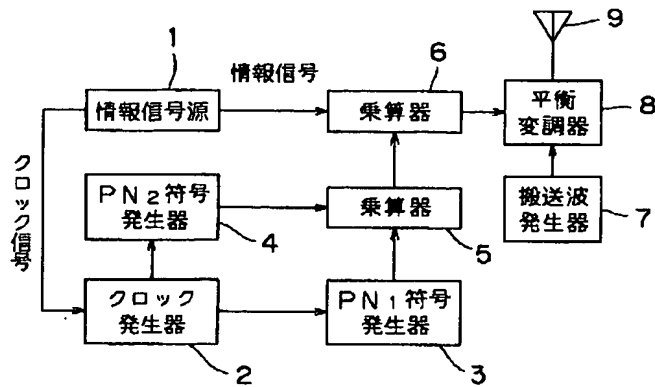 1
情報信号
6
9
情報信号源
乗算器
平衡
変調器
8
クロック信号
PN2符号
発生器
4
乗算器
5
搬送波
発生器
7
クロック
発生器
2
PN1符号
発生器
3